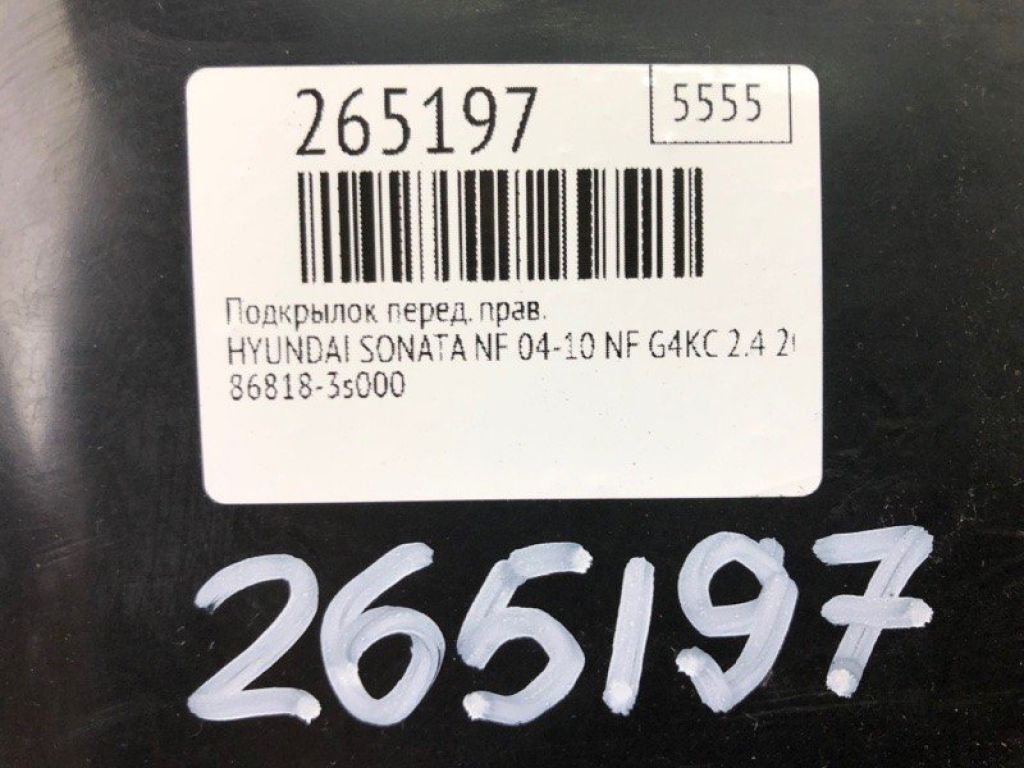 265197
5555
Подкрылок перед. прав.
HYUNDAI SONATA NF 04-10 NF G4KC 2.4
86818-3s000
265197